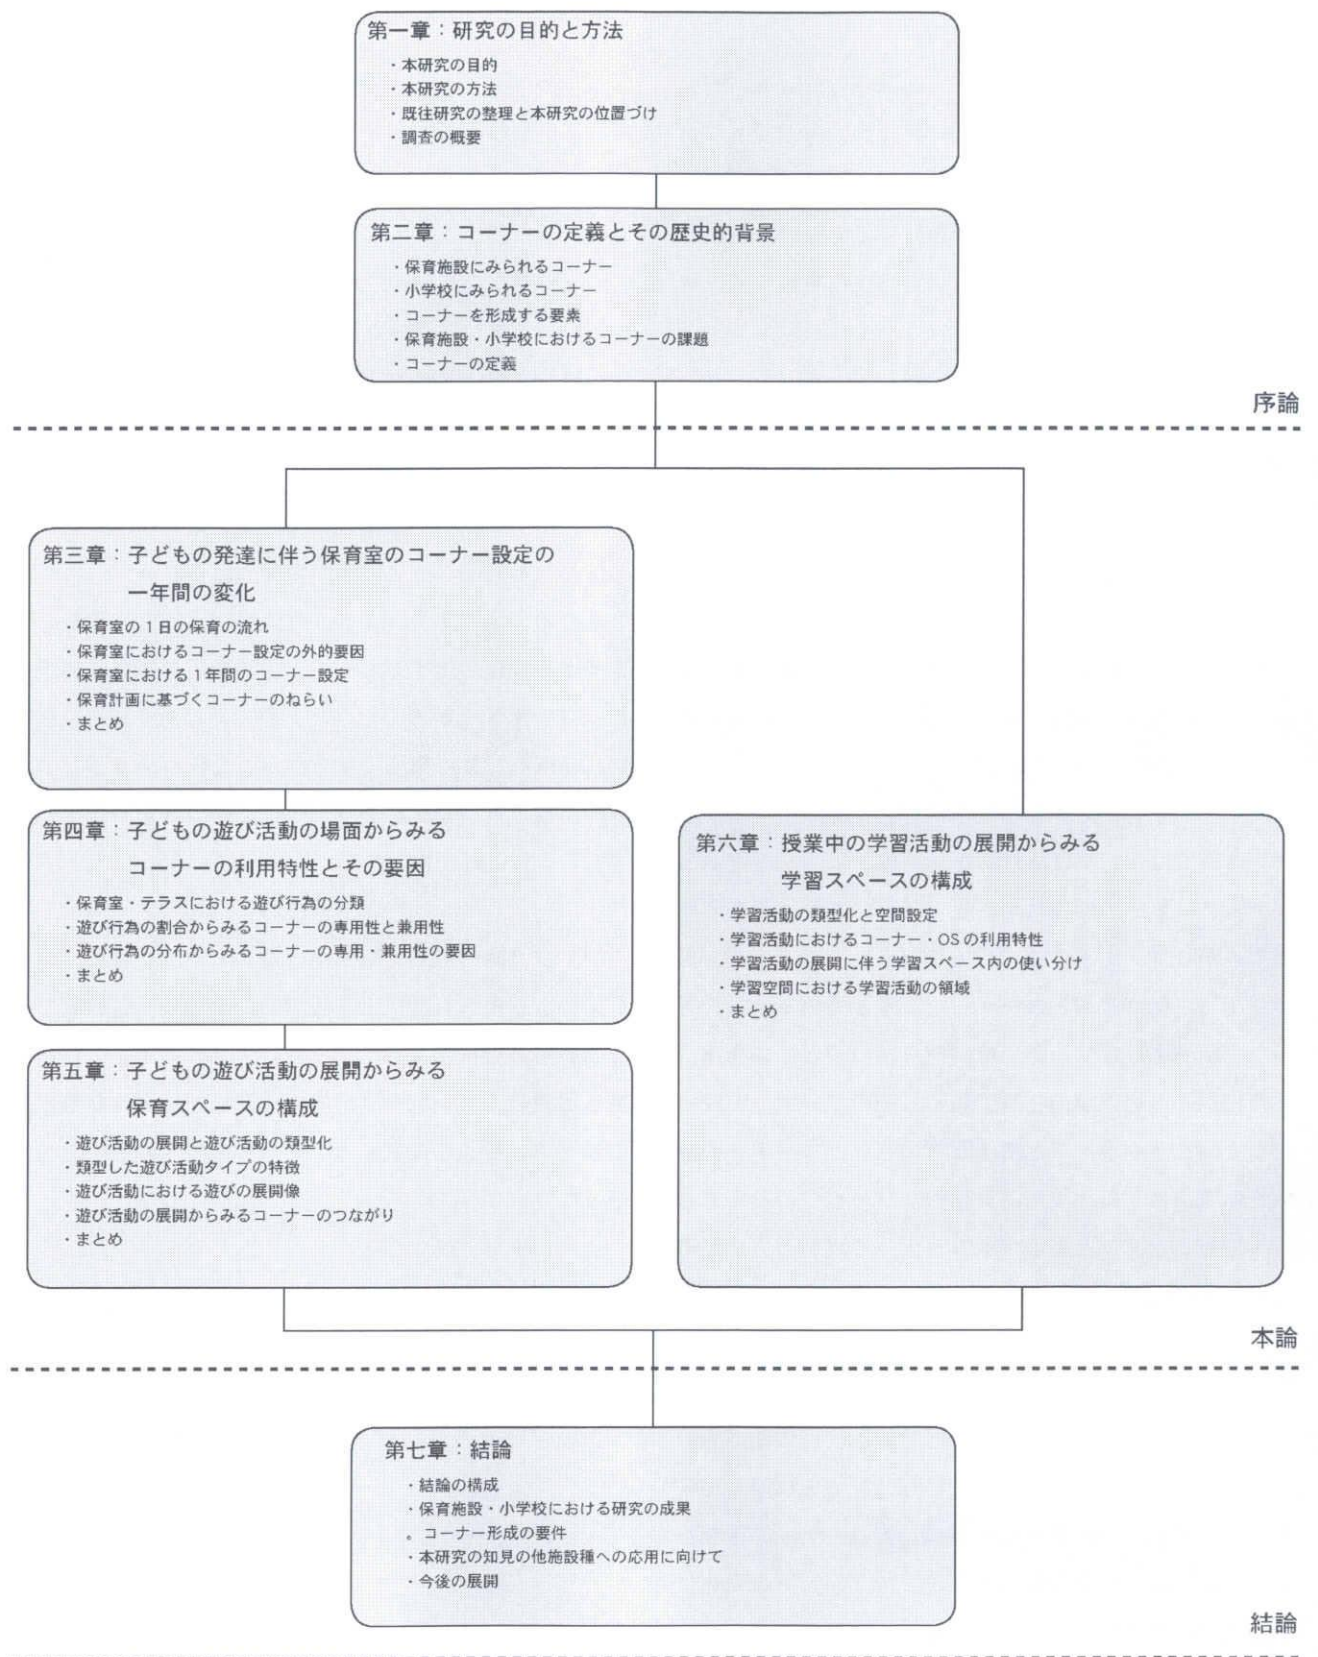 第一章：研究の目的と方法
・本研究の目的
・本研究の方法
・既往研究の整理と本研究の位置づけ
・調査の概要
第二章：コーナーの定義とその歴史的背景
・保育施設にみられるコーナー
・小学校にみられるコーナー
・コーナーを形成する要素
・保育施設・小学校におけるコーナーの課題
・コーナーの定義
序論
第三章：子どもの発達に伴う保育室のコーナー設定の
一年間の変化
・保育室の1日の保育の流れ
・保育室におけるコーナー設定の外的要因
・保育室における1年間のコーナー設定
・保育計画に基づくコーナーのねらい
・まとめ
第四章：子どもの遊び活動の場面からみる
コーナーの利用特性とその要因
・保育室・テラスにおける遊び行為の分類
・遊び行為の割合からみるコーナーの専用性と兼用性
・遊び行為の分布からみるコーナーの専用・兼用性の要因
・まとめ
第五章：子どもの遊び活動の展開からみる
保育スペースの構成
・遊び活動の展開と遊び活動の類型化
・類型した遊び活動タイプの特徴
・遊び活動における遊びの展開像
・遊び活動の展開からみるコーナーのつながり
・まとめ
第六章：授業中の学習活動の展開からみる
学習スペースの構成
・学習活動の類型化と空間設定
・学習活動におけるコーナー・OSの利用特性
・学習活動の展開に伴う学習スペース内の使い分け
・学習空間における学習活動の領域
・まとめ
本論
第七章：結論
・結論の構成
・保育施設・小学校における研究の成果
。コーナー形成の要件
・本研究の知見の他施設種への応用に向けて
・今後の展開
結論